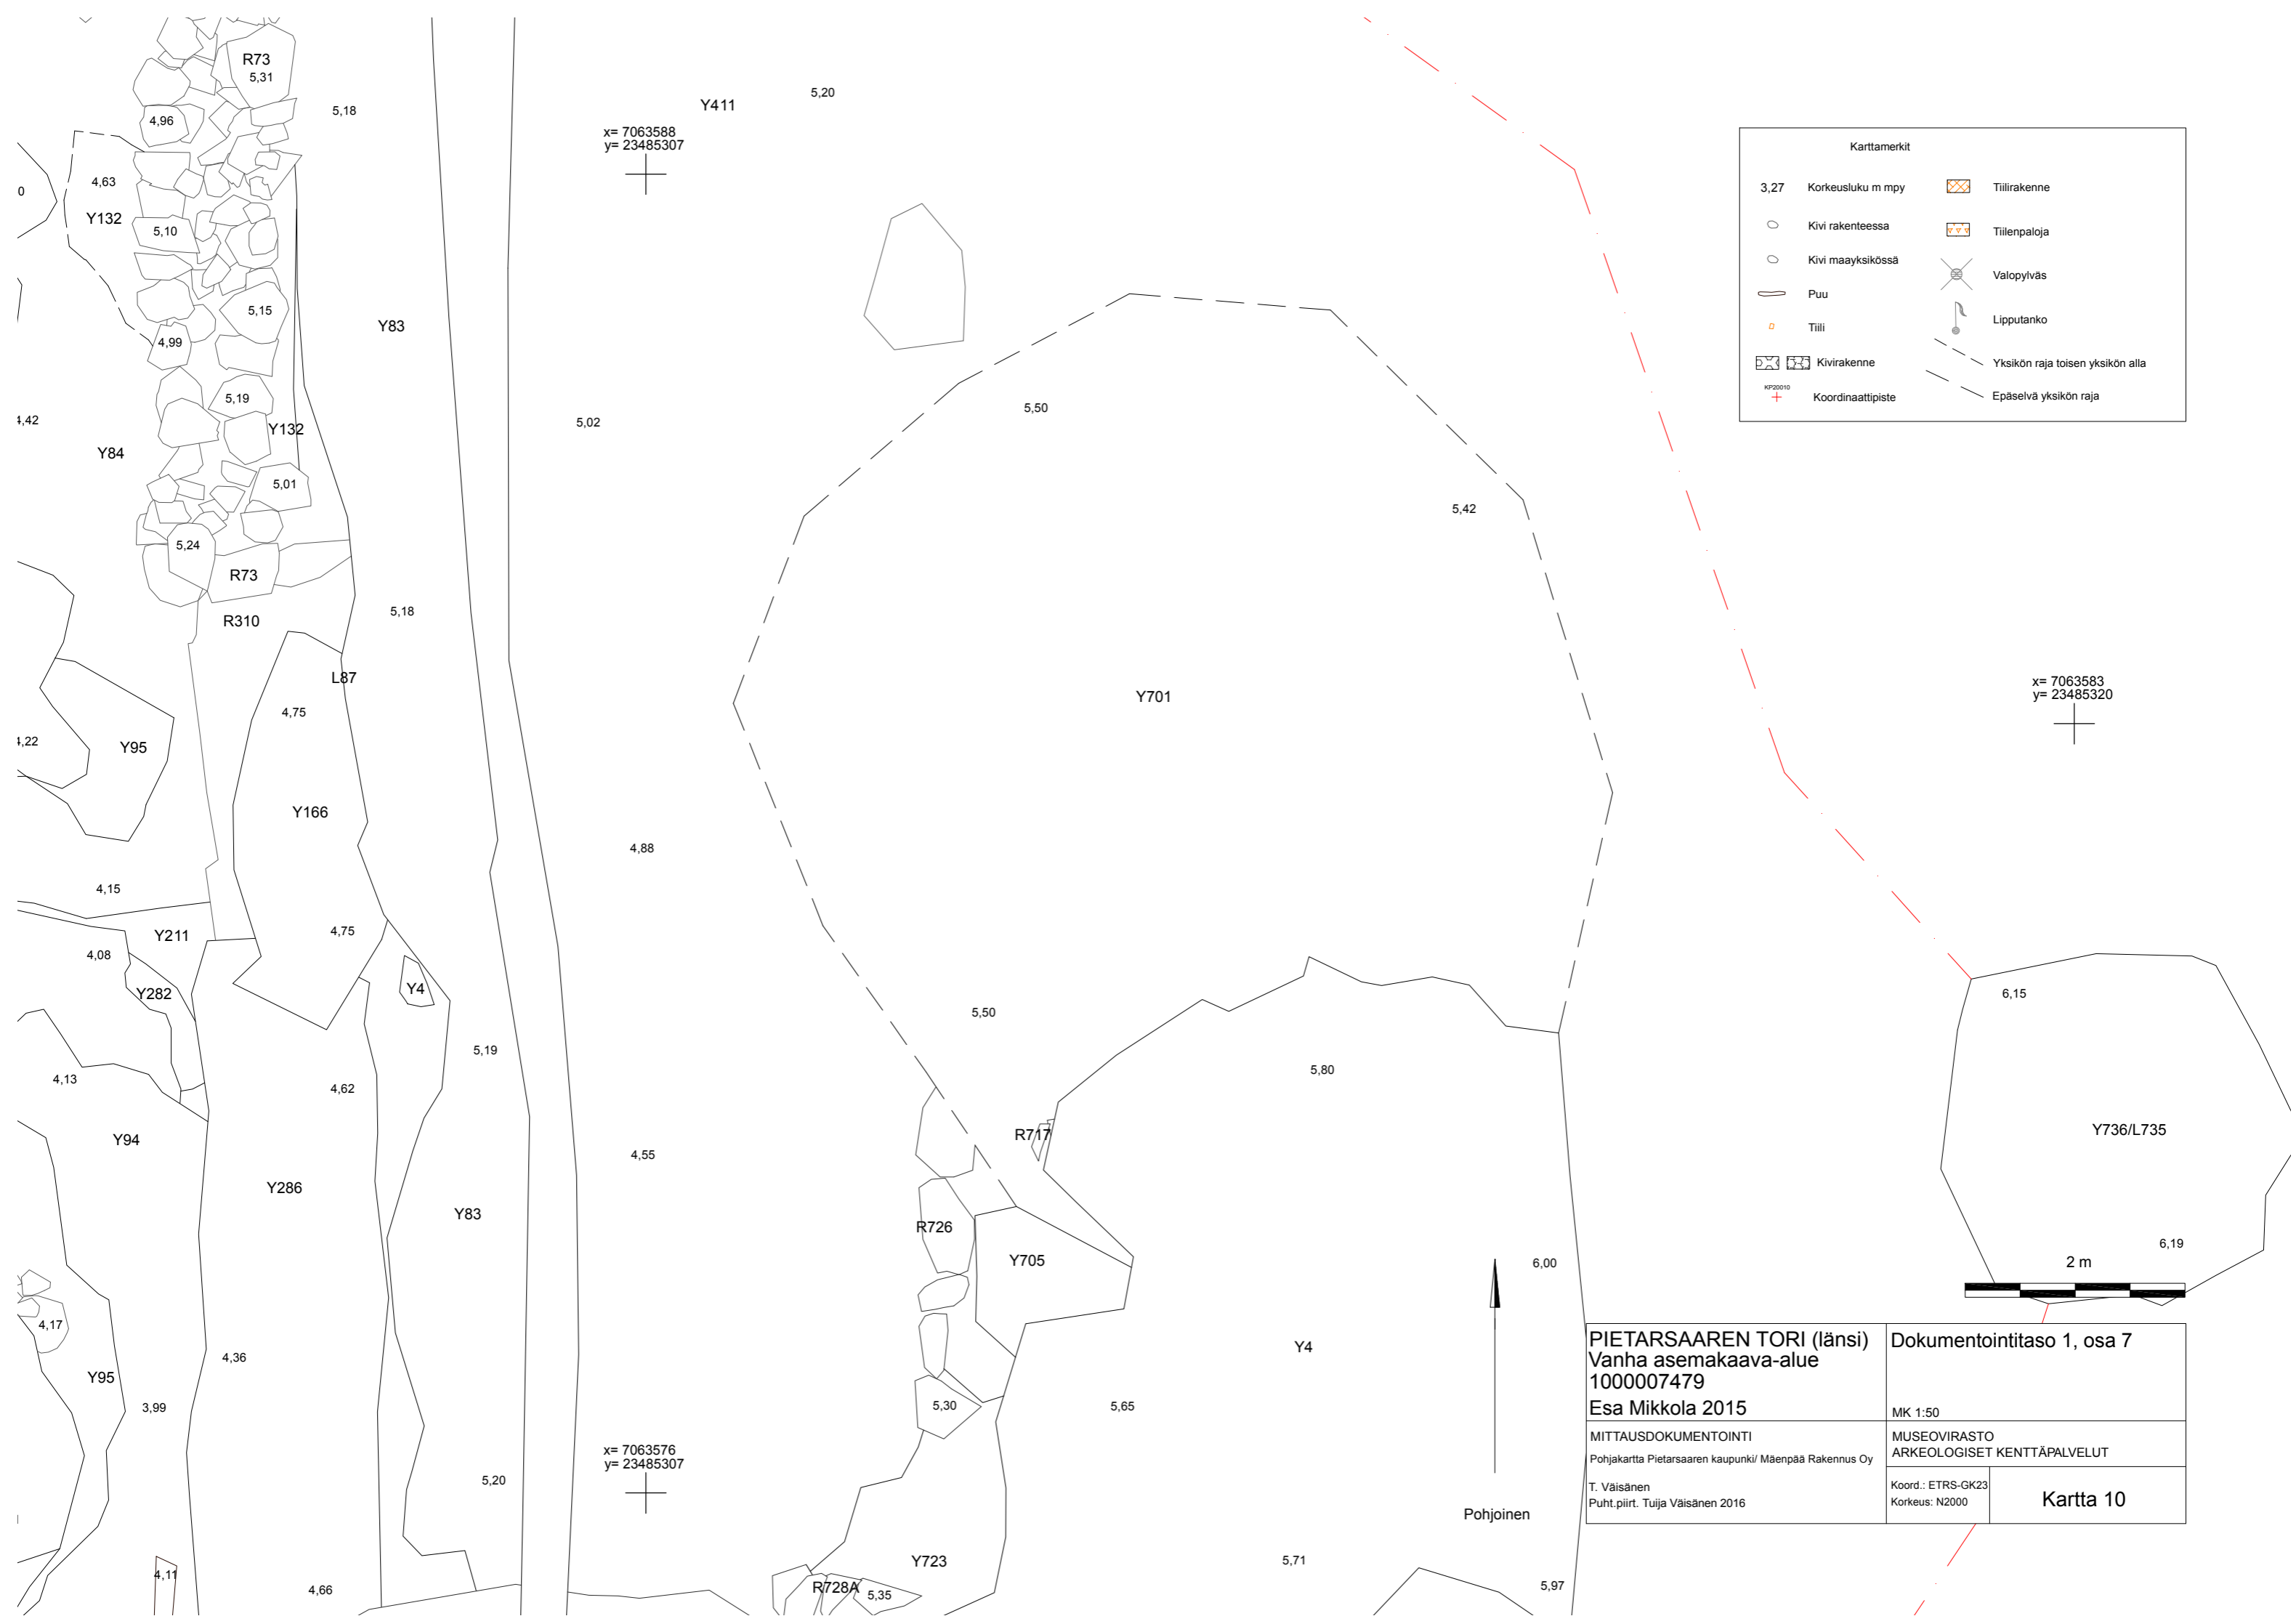 R73
5,31
5,18
4,96
Y411
5,20
x= 7063588
y= 23485307
4,63
0
Y132
5,10
5,15
Y83
4,99
5,19
4,42
Y132
5,02
Y84
5,01
5,24
R73
5,18
R310
L87
4,75
4,22
Y95
Y166
4,88
4,15
Y211
4,75
4,08
Y282
Y4
5,19
4,13
4,62
Y94
4,55
Y286
Y83
4,17
4,36
Y95
3,99
x= 7063576
y= 23485307
5,20
4,11
4,66
5,50
5,42
Y701
5,50
5,80
R717
R726
Y705
6,00
Y4
5,30
5,65
Y723
R728A
5,35
5,71
5,97
Pohjoinen
Karttamerkit
3,27 Korkeusluku m mpy
Kivi rakenteessa
Kivi maayksikössä
Puu
Tiili
Kivirakenne
KP20010
Koordinaattipiste
Tiilirakenne
Tiilenpaloja
Valopylväs
Lipputanko
Yksikön raja toisen yksikön alla
Epäselvä yksikön raja
x= 7063583
y= 23485320
6,15
Y736/L735
6,19
2 m
PIETARSAAREN TORI (länsi)
Vanha asemakaava-alue
1000007479
Esa Mikkola 2015
Dokumentointitaso 1, osa 7
MK 1:50
MITTAUSDOKUMENTOINTI
Pohjakartta Pietarsaaren kaupunki/ Mäenpää Rakennus Oy
T. Väisänen
Puht.piirt. Tuija Väisänen 2016
MUSEOVIRASTO
ARKEOLOGISET KENTTÄPALVELUT
Koord.: ETRS-GK23
Korkeus: N2000
Kartta 10